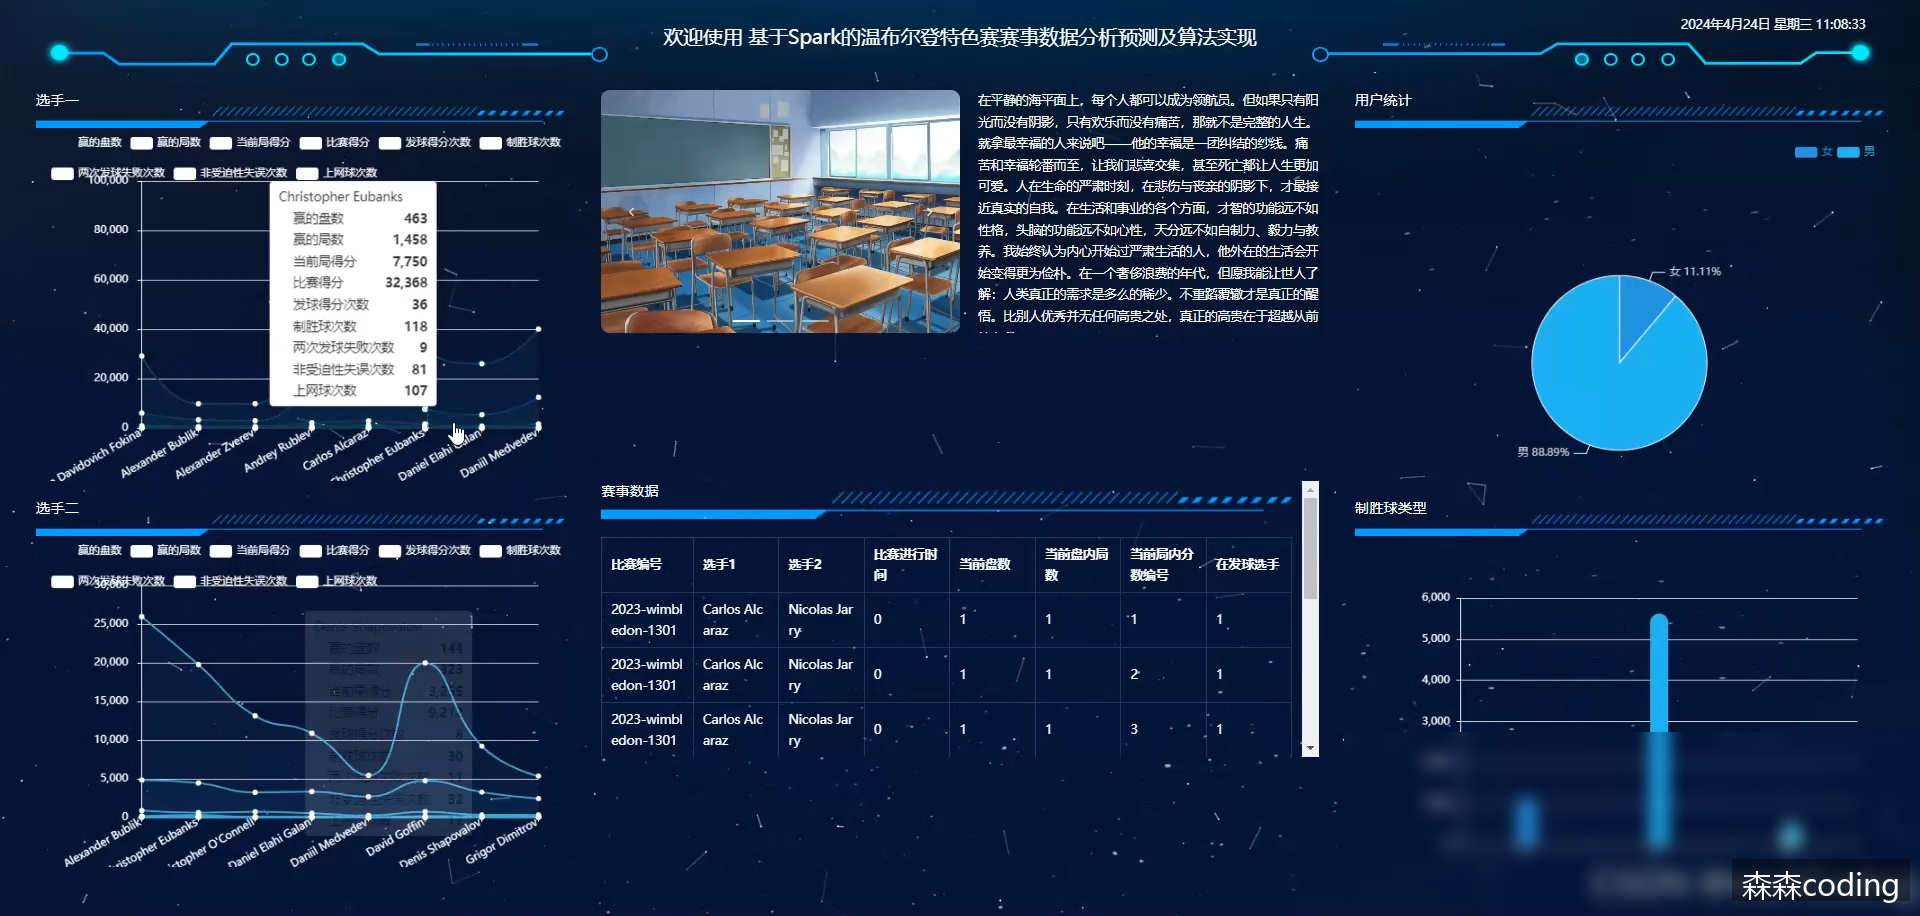 欢迎使用 基于Spark的温布尔登特色赛赛事数据分析预测及算法实现
2024年4月24日 星期三 11:08:33
选手一
赢的盘数 赢的局数 当前局得分 比赛得分 发球得分次数 制胜球次数
两次发球失败次数 非受迫性失误次数 上网球次数
100,000
80,000
60,000
40,000
20,000
0
Davidovich Fokina
Alexander Bublik
Alexander Zverev
Andrey Rublev
Carlos Alcaraz
hristopher Eubanks
Daniel Elahi Galan
Daniil Medvedev
Christopher Eubanks
赢的盘数 463
赢的局数 1,458
当前局得分 7,750
比赛得分 32,368
发球得分次数 36
制胜球次数 118
两次发球失败次数 9
非受迫性失误次数 81
上网球次数 107
在平静的海平面上，每个人都可以成为领航员。但如果只有阳
光而没有阴影，只有欢乐而没有痛苦，那就不是完整的人生。
就拿最幸福的人来说吧——他的幸福是一团纠结的纱线。痛
苦和幸福轮番而至，让我们悲喜交集，甚至死亡都让人生更加
可爱。人在生命的严肃时刻，在悲伤与丧亲的阴影下，才最接
近真实的自我。在生活和事业的各个方面，才智的功能远不如
性格，头脑的功能远不如心性，天分远不如自制力、毅力与教
养。我始终认为内心开始过严肃生活的人，他外在的生活会开
始变得更为俭朴。在一个奢侈浪费的年代，但愿我能让世人了
解：人类真正的需求是多么的稀少。不重蹈覆辙才是真正的醒
悟。比别人优秀并无任何高贵之处，真正的高贵在于超越从前
用户统计
女 男
女 11.11%
男 88.89%
选手二
赢的盘数 赢的局数 当前局得分 比赛得分 发球得分次数 制胜球次数
两次发球失败次数 非受迫性失误次数 上网球次数
30,000
25,000
20,000
15,000
10,000
5,000
0
Alexander Bublik
ristopher Eubanks
stopher O'Connell
Daniel Elahi Galan
Daniil Medvedev
David Goffin
Denis Shapovalov
Grigor Dimitrov
赛事数据
比赛编号 选手1 选手2 比赛进行时间 当前盘数 当前盘内局数 当前局内分数编号 在发球选手
2023-wimbledon-1301 Carlos Alcaraz Nicolas Jarry 0 1 1 1 1
2023-wimbledon-1301 Carlos Alcaraz Nicolas Jarry 0 1 1 2 1
2023-wimbledon-1301 Carlos Alcaraz Nicolas Jarry 0 1 1 3 1
制胜球类型
6,000
5,000
4,000
3,000
森森coding